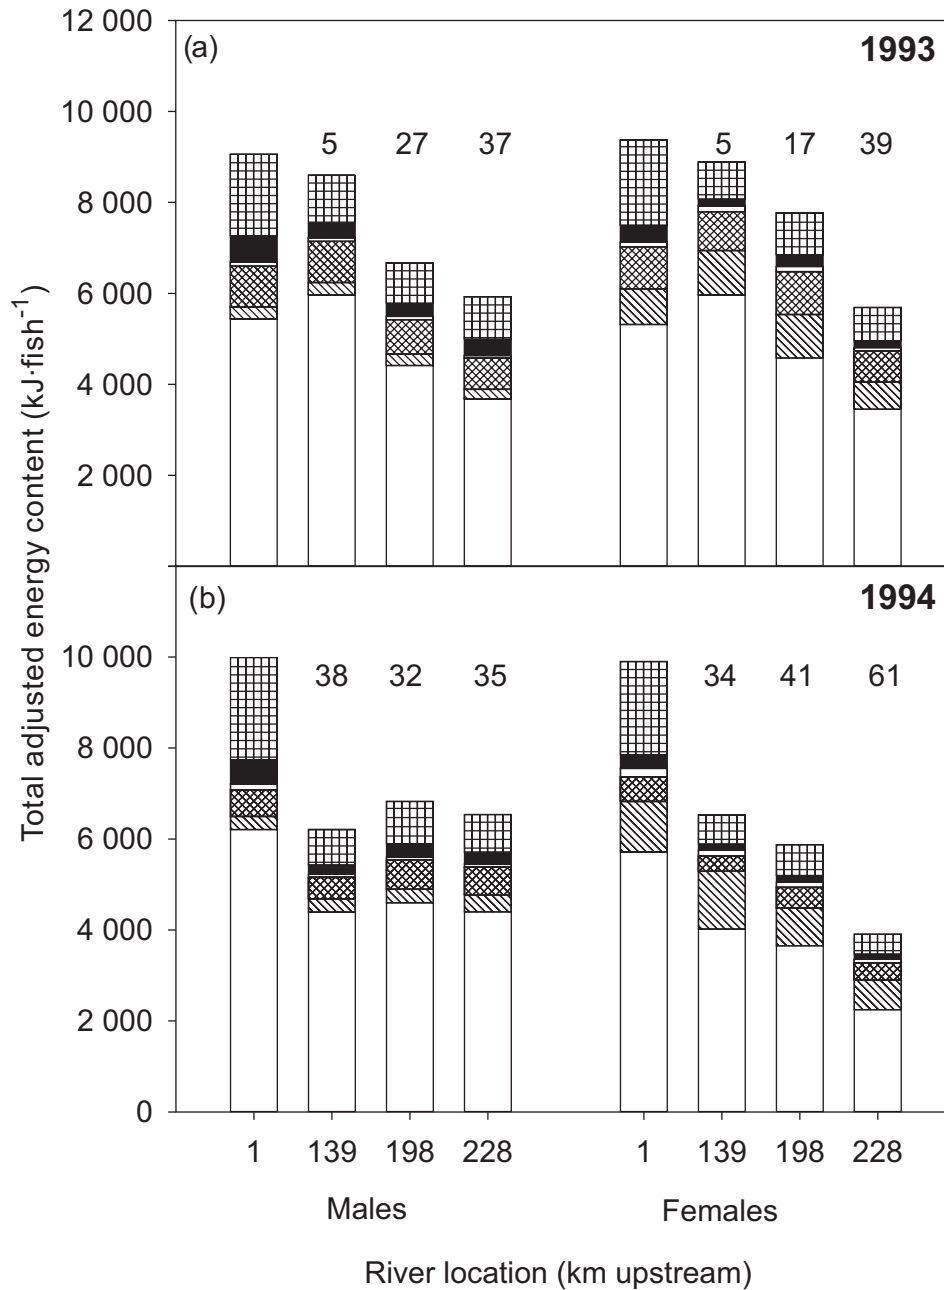 Total adjusted energy content (kJ·fish⁻¹)
12 000
10 000
8 000
6 000
4 000
2 000
(a)
1993
5 27 37 5 17 39
(b)
1994
10 000
8 000
6 000
4 000
2 000
0
38 32 35 34 41 61
1 139 198 228 1 139 198 228
Males Females
River location (km upstream)